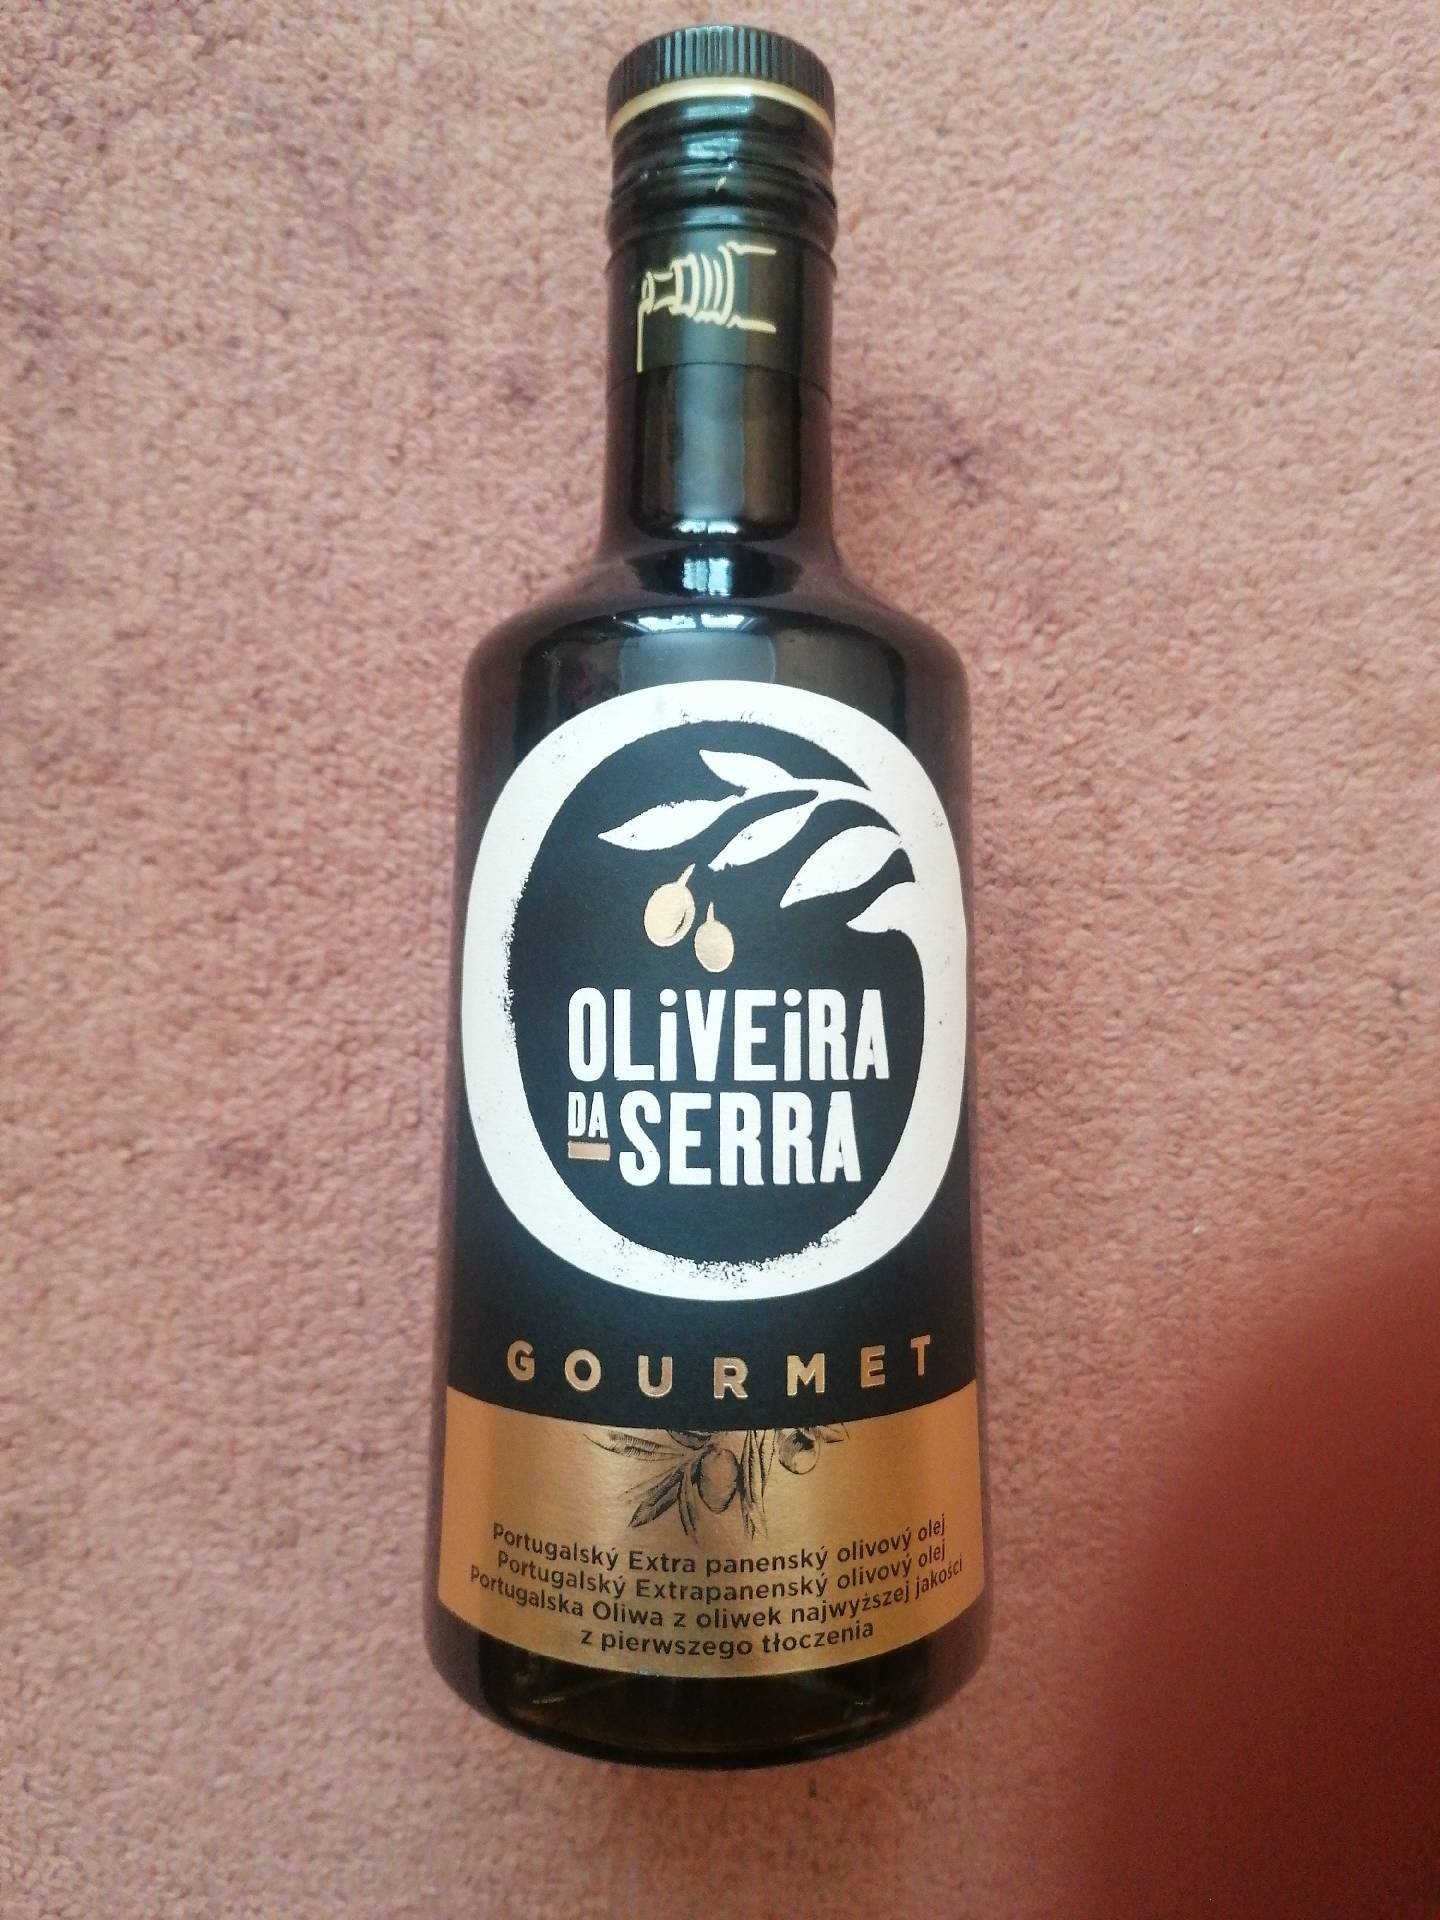 OLiVEiRA
DA SERRA
GOURMET
Portugalský Extra panenský olivový olej
Portugalský Extrapanenský olivový olej
Portugalska Oliwa z oliwek najwyższej jakości
z pierwszego tłoczenia